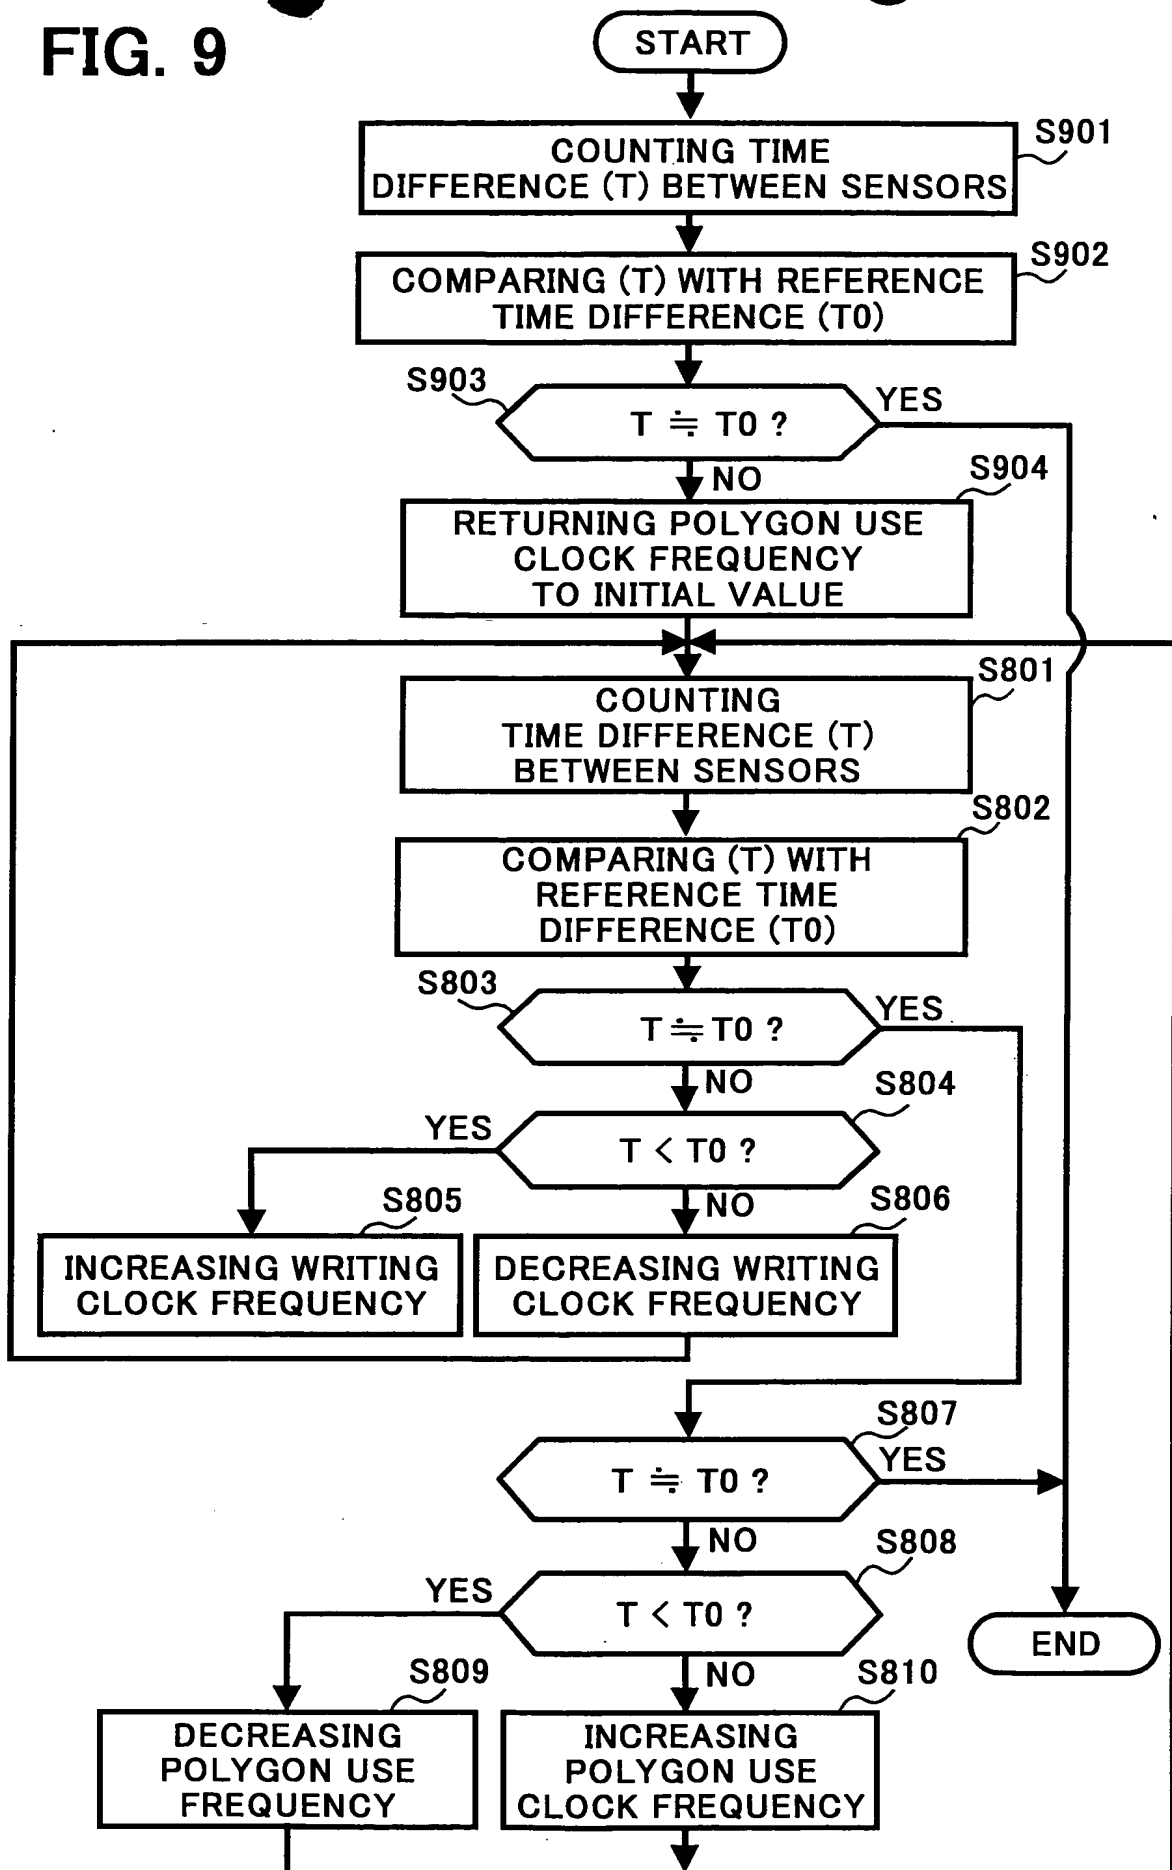 FIG. 9
START
S901
COUNTING TIME
DIFFERENCE (T) BETWEEN SENSORS
S902
COMPARING (T) WITH REFERENCE
TIME DIFFERENCE (T0)
S903
T ≒ T0 ?
YES
NO
S904
RETURNING POLYGON USE
CLOCK FREQUENCY
TO INITIAL VALUE
S801
COUNTING
TIME DIFFERENCE (T)
BETWEEN SENSORS
S802
COMPARING (T) WITH
REFERENCE TIME
DIFFERENCE (T0)
S803
T ≒ T0 ?
YES
NO
S804
YES
T < T0 ?
NO
S805
INCREASING WRITING
CLOCK FREQUENCY
S806
DECREASING WRITING
CLOCK FREQUENCY
S807
T ≒ T0 ?
YES
NO
S808
YES
T < T0 ?
NO
END
S809
DECREASING
POLYGON USE
FREQUENCY
S810
INCREASING
POLYGON USE
CLOCK FREQUENCY